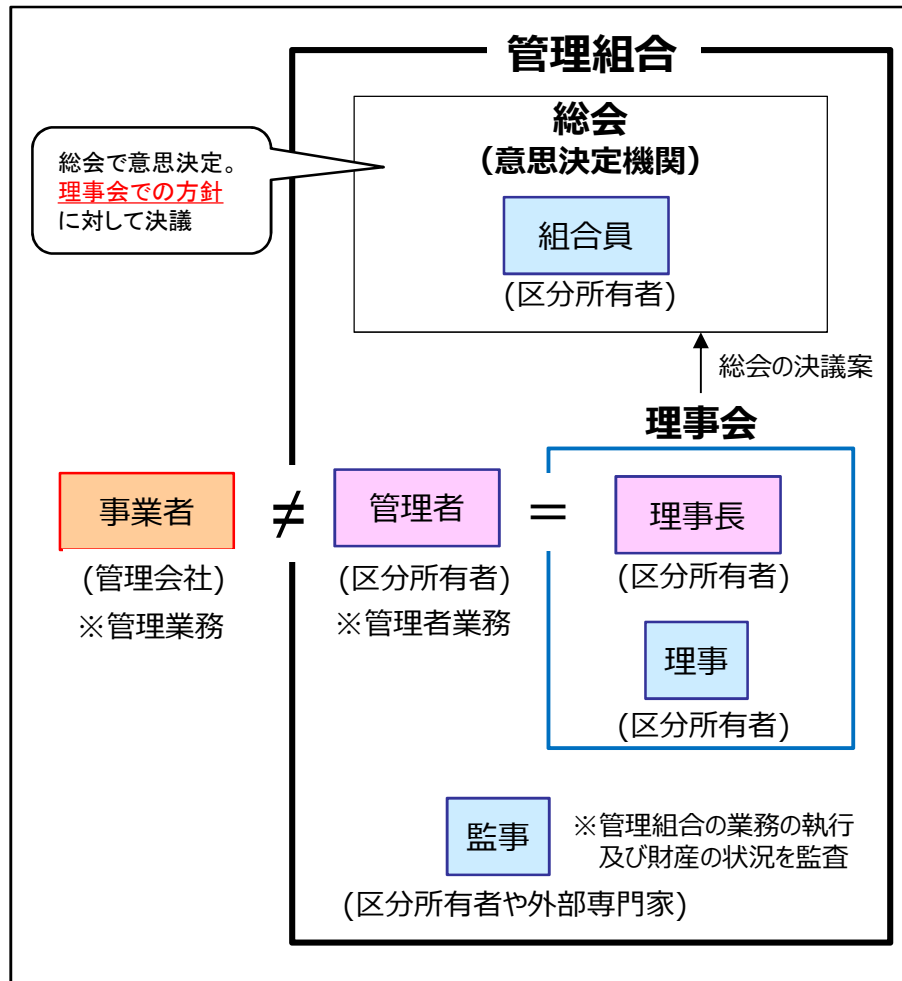 管理組合
総会
（意思決定機関）
総会で意思決定。
理事会での方針
に対して決議
組合員
(区分所有者)
総会の決議案
理事会
事業者
≠
管理者
＝
理事長
(管理会社)
(区分所有者)
(区分所有者)
※管理業務
※管理者業務
理事
(区分所有者)
監事
※管理組合の業務の執行
及び財産の状況を監査
(区分所有者や外部専門家)